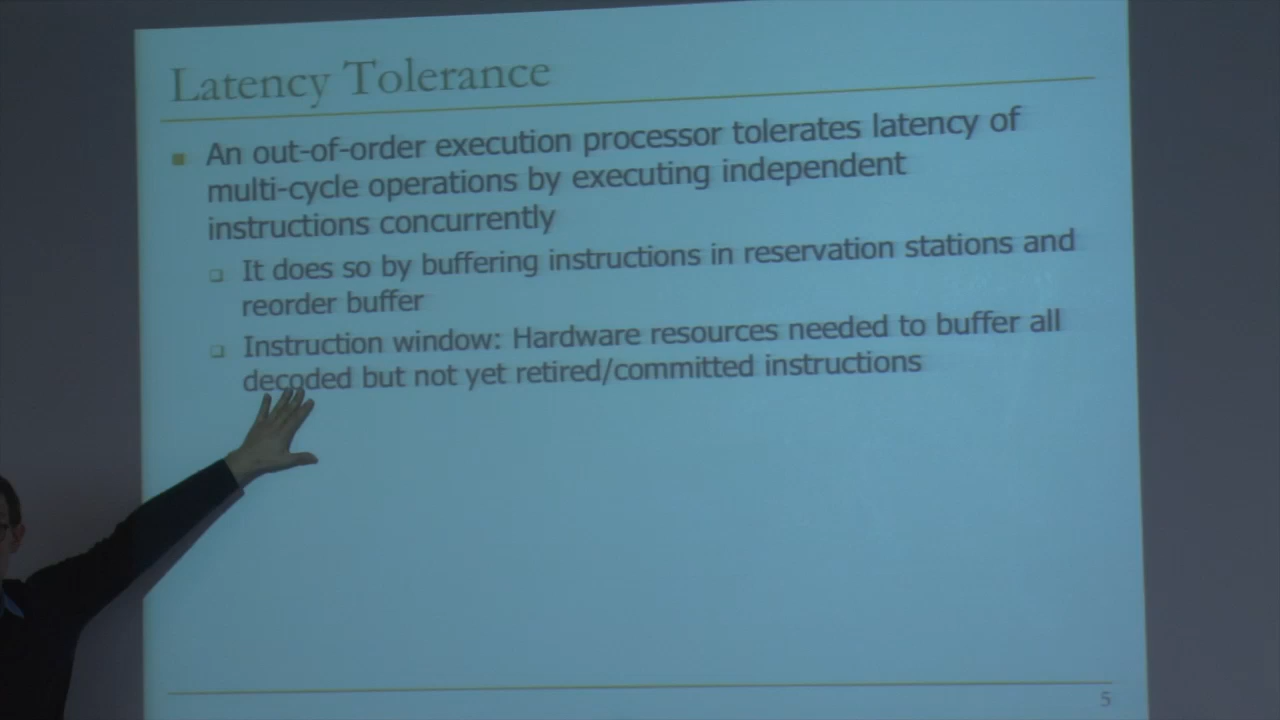 Latency Tolerance
An out-of-order execution processor tolerates latency of
multi-cycle operations by executing independent
instructions concurrently
It does so by buffering instructions in reservation stations and
reorder buffer
Instruction window: Hardware resources needed to buffer all
decoded but not yet retired/committed instructions
5